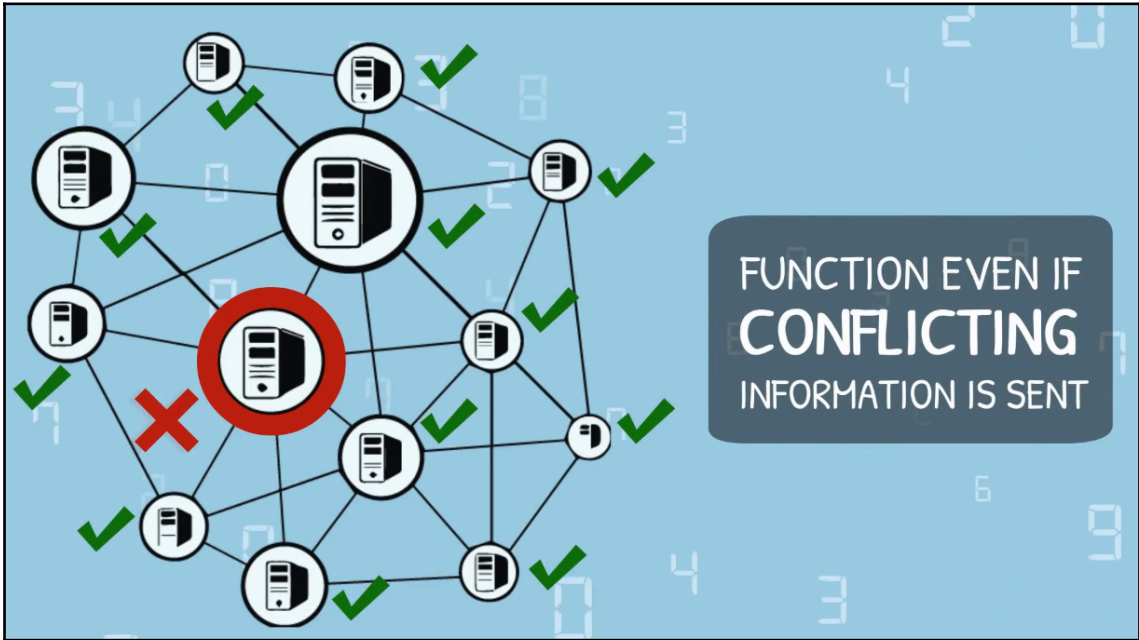 FUNCTION EVEN IF
CONFLICTING
INFORMATION IS SENT